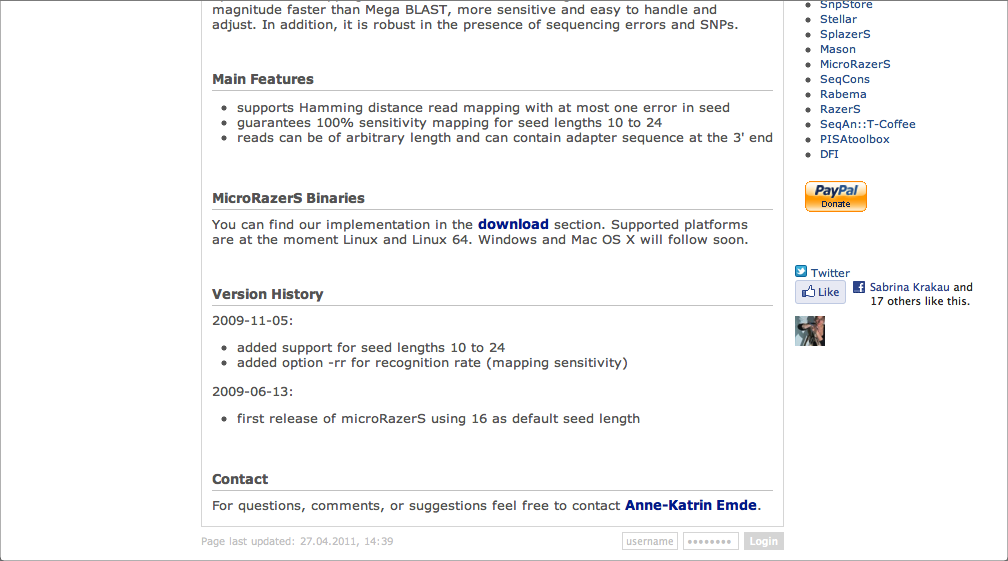 magnitude faster than Mega BLAST, more sensitive and easy to handle and
adjust. In addition, it is robust in the presence of sequencing errors and SNPs.
Main Features
supports Hamming distance read mapping with at most one error in seed
guarantees 100% sensitivity mapping for seed lengths 10 to 24
reads can be of arbitrary length and can contain adapter sequence at the 3' end
MicroRazerS Binaries
You can find our implementation in the download section. Supported platforms
are at the moment Linux and Linux 64. Windows and Mac OS X will follow soon.
Version History
2009-11-05:
added support for seed lengths 10 to 24
added option -rr for recognition rate (mapping sensitivity)
2009-06-13:
first release of microRazerS using 16 as default seed length
Contact
For questions, comments, or suggestions feel free to contact Anne-Katrin Emde.
Page last updated: 27.04.2011, 14:39
username
••••••••
Login
SnpStore
Stellar
SplazerS
Mason
MicroRazerS
SeqCons
Rabema
RazerS
SeqAn::T-Coffee
PISAtoolbox
DFI
PayPal
Donate
Twitter
Like
Sabrina Krakau and
17 others like this.